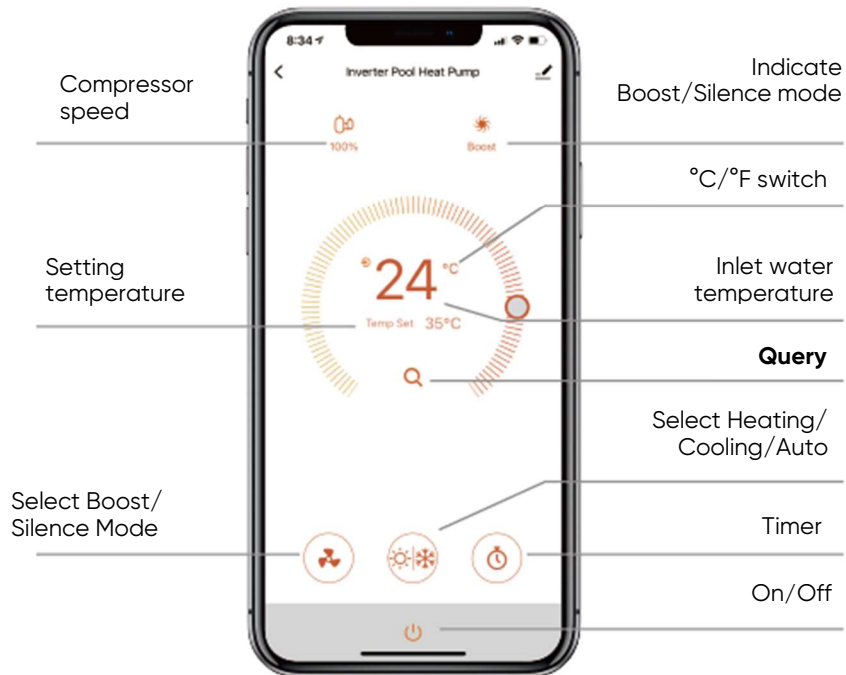 8:34
Inverter Pool Heat Pump
Compressor
speed
Indicate
Boost/Silence mode
100%
Boost
°C/°F switch
24 °C
Setting
temperature
Inlet water
temperature
Temp Set 35°C
Query
Select Heating/
Cooling/Auto
Select Boost/
Silence Mode
Timer
On/Off